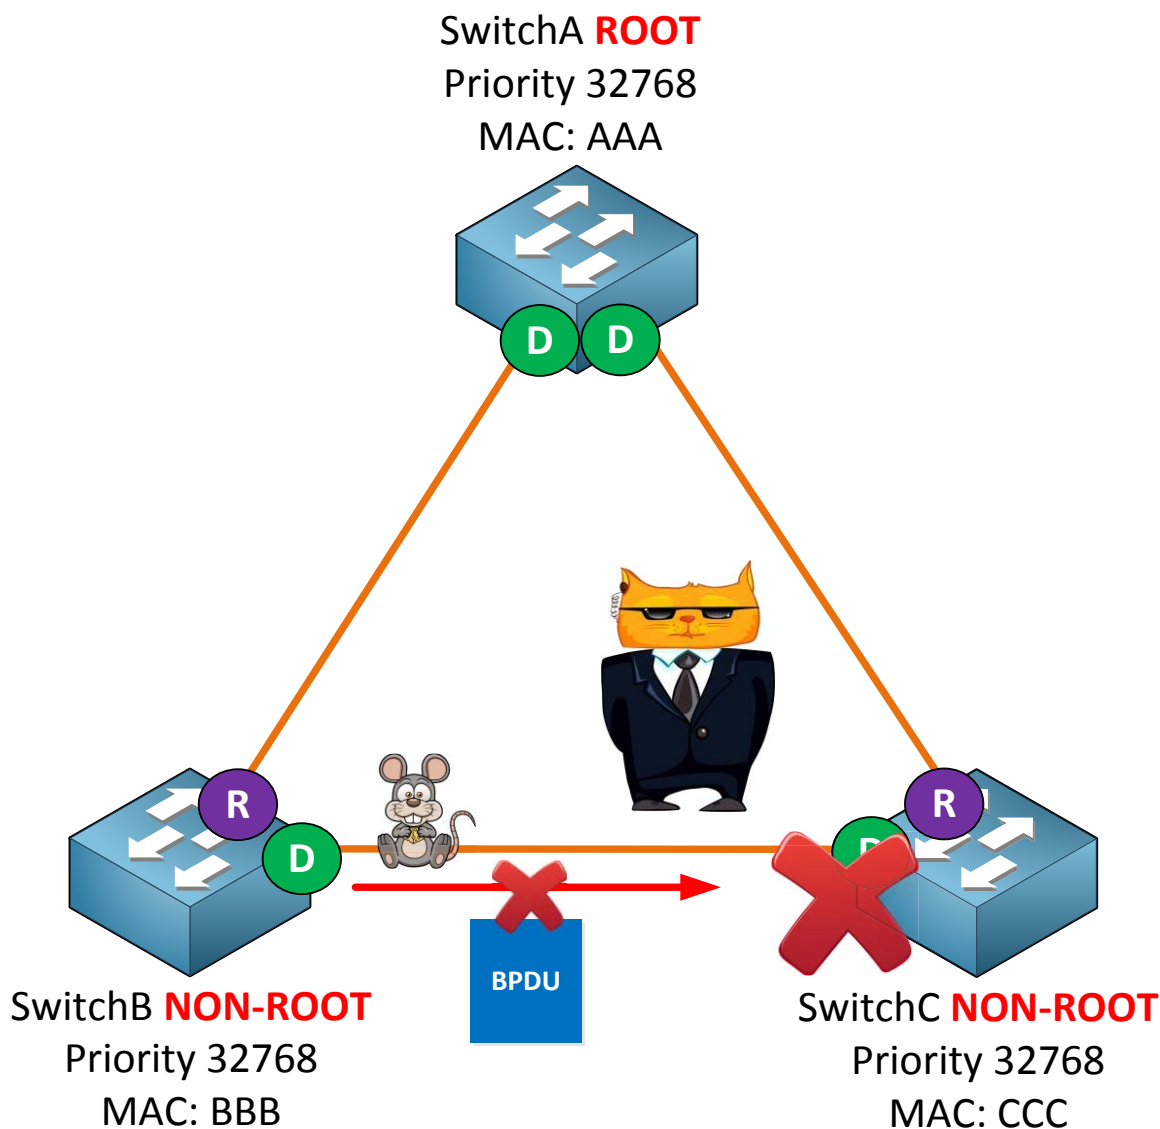 SwitchA ROOT
Priority 32768
MAC: AAA
D D
R
D
R
BPDU
SwitchB NON-ROOT
Priority 32768
MAC: BBB
SwitchC NON-ROOT
Priority 32768
MAC: CCC